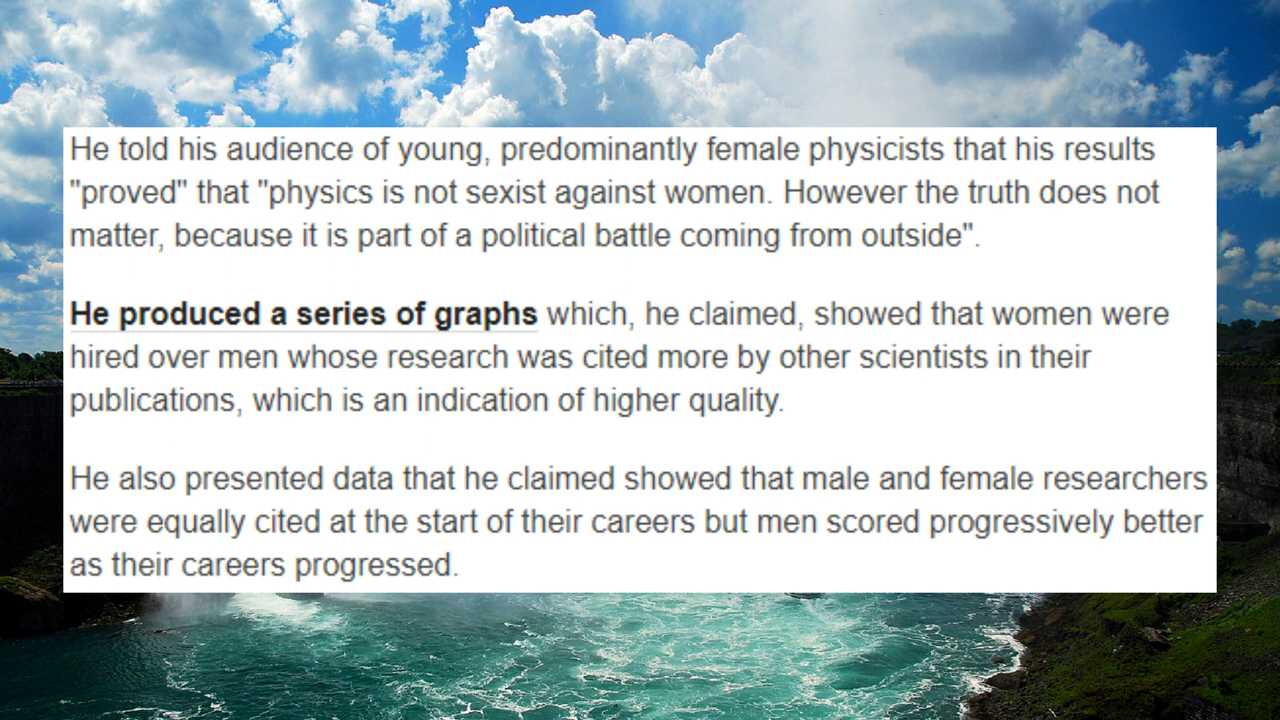 He told his audience of young, predominantly female physicists that his results
"proved" that "physics is not sexist against women. However the truth does not
matter, because it is part of a political battle coming from outside".
He produced a series of graphs which, he claimed, showed that women were
hired over men whose research was cited more by other scientists in their
publications, which is an indication of higher quality.
He also presented data that he claimed showed that male and female researchers
were equally cited at the start of their careers but men scored progressively better
as their careers progressed.